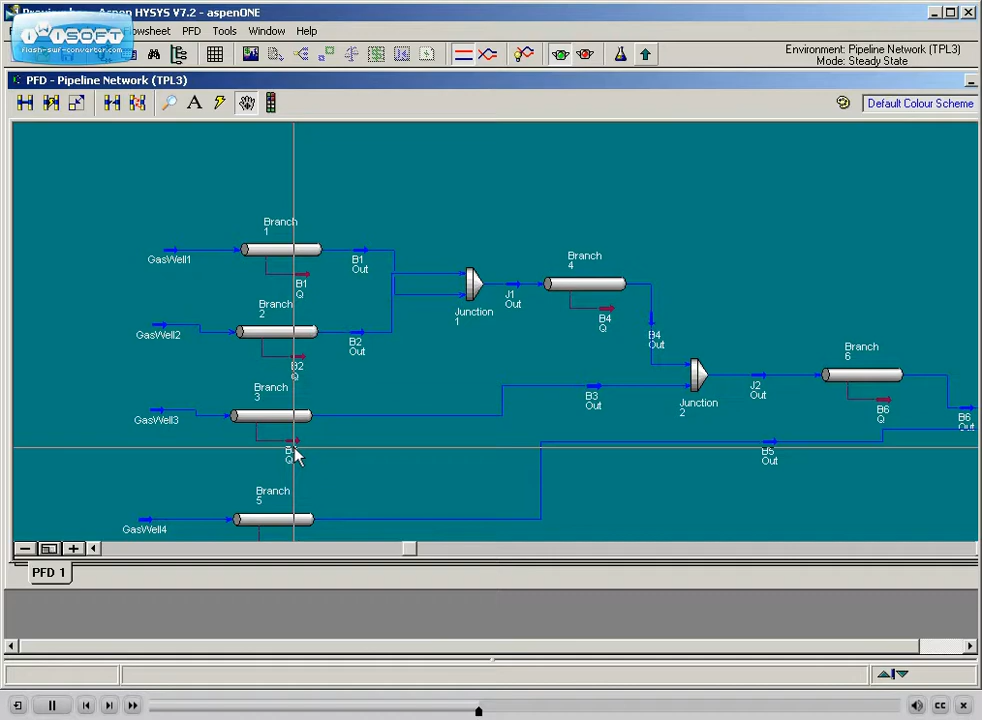 Aspen HYSYS V7.2 - aspenONE
iWiSOFT
flash-swf-converter.com
PFD Tools Window Help
Environment: Pipeline Network (TPL3)
Mode: Steady State
PFD - Pipeline Network (TPL3)
A
Default Colour Scheme
Branch
1
GasWell1
B1
Out
B1
Q
Branch
4
J1
Out
Junction
1
B4
Q
Branch
2
GasWell2
B2
Out
B2
Q
B4
Out
Branch
6
Branch
3
GasWell3
B3
Out
Junction
2
J2
Out
B6
Q
B6
Out
Q
B5
Out
Branch
5
GasWell4
PFD 1
CC